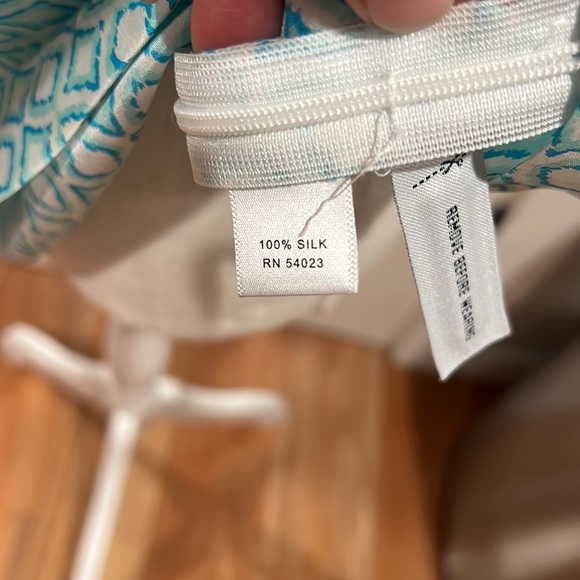 100% SILK
RN 54023
REMOVE BEFORE WEARING